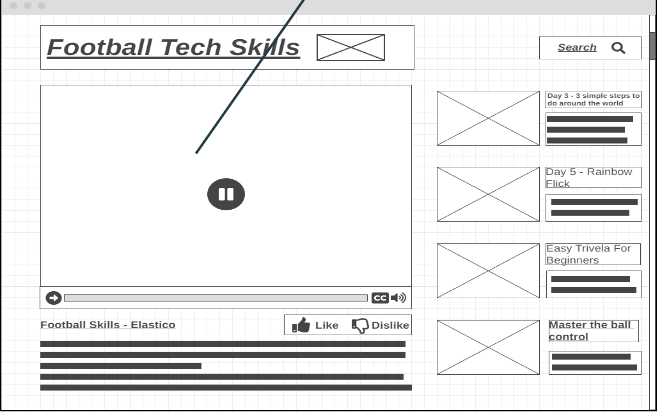 Football Tech Skills
Search
Day 3 - 3 simple steps to
do around the world
Day 5 - Rainbow
Flick
Easy Trivela For
Beginners
Master the ball
control
CC
Football Skills - Elastico
Like
Dislike